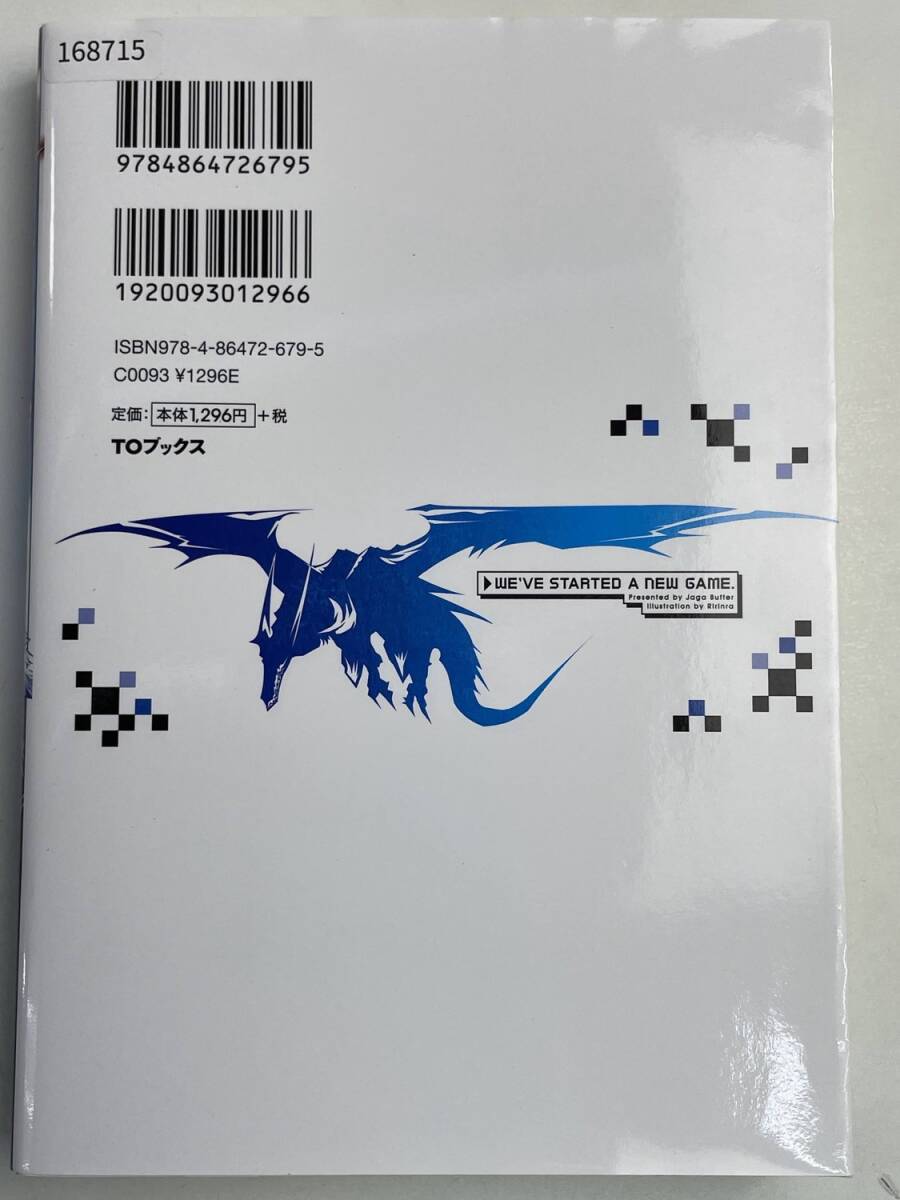 168715
9784864726795
1920093012966
ISBN978-4-86472-679-5
C0093 ¥1296E
定価：本体1,296円＋税
TOブックス
▶WE'VE STARTED A NEW GAME.
Presented by Jaga Butter
Illustration by Ririnra